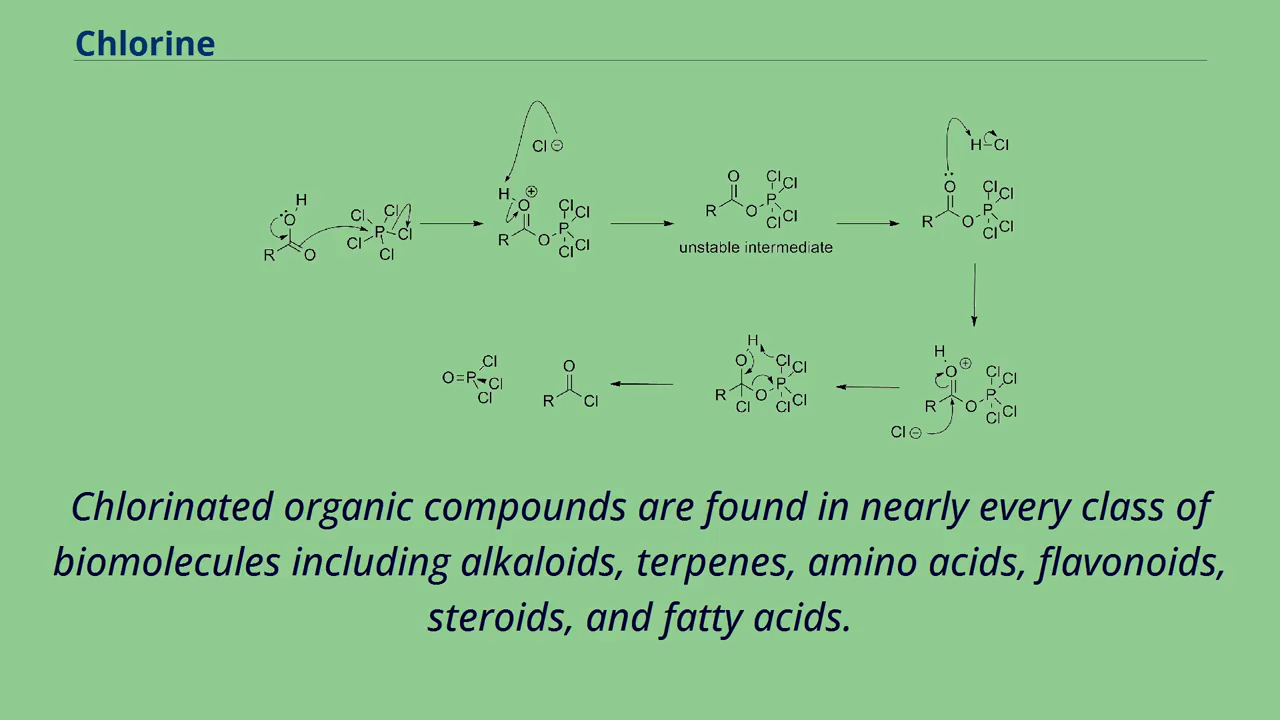 Chlorine
Cl ⊖
H–Cl
H ⊕
O
R O P Cl Cl Cl Cl
H
O
R O
Cl Cl Cl P Cl Cl
O
R O P Cl Cl Cl Cl
unstable intermediate
O
R O P Cl Cl Cl Cl
O=P Cl Cl Cl
O
R Cl
H
O
R O P Cl Cl Cl Cl
Cl
H
O ⊕
R O P Cl Cl Cl Cl
Cl ⊖
Chlorinated organic compounds are found in nearly every class of
biomolecules including alkaloids, terpenes, amino acids, flavonoids,
steroids, and fatty acids.